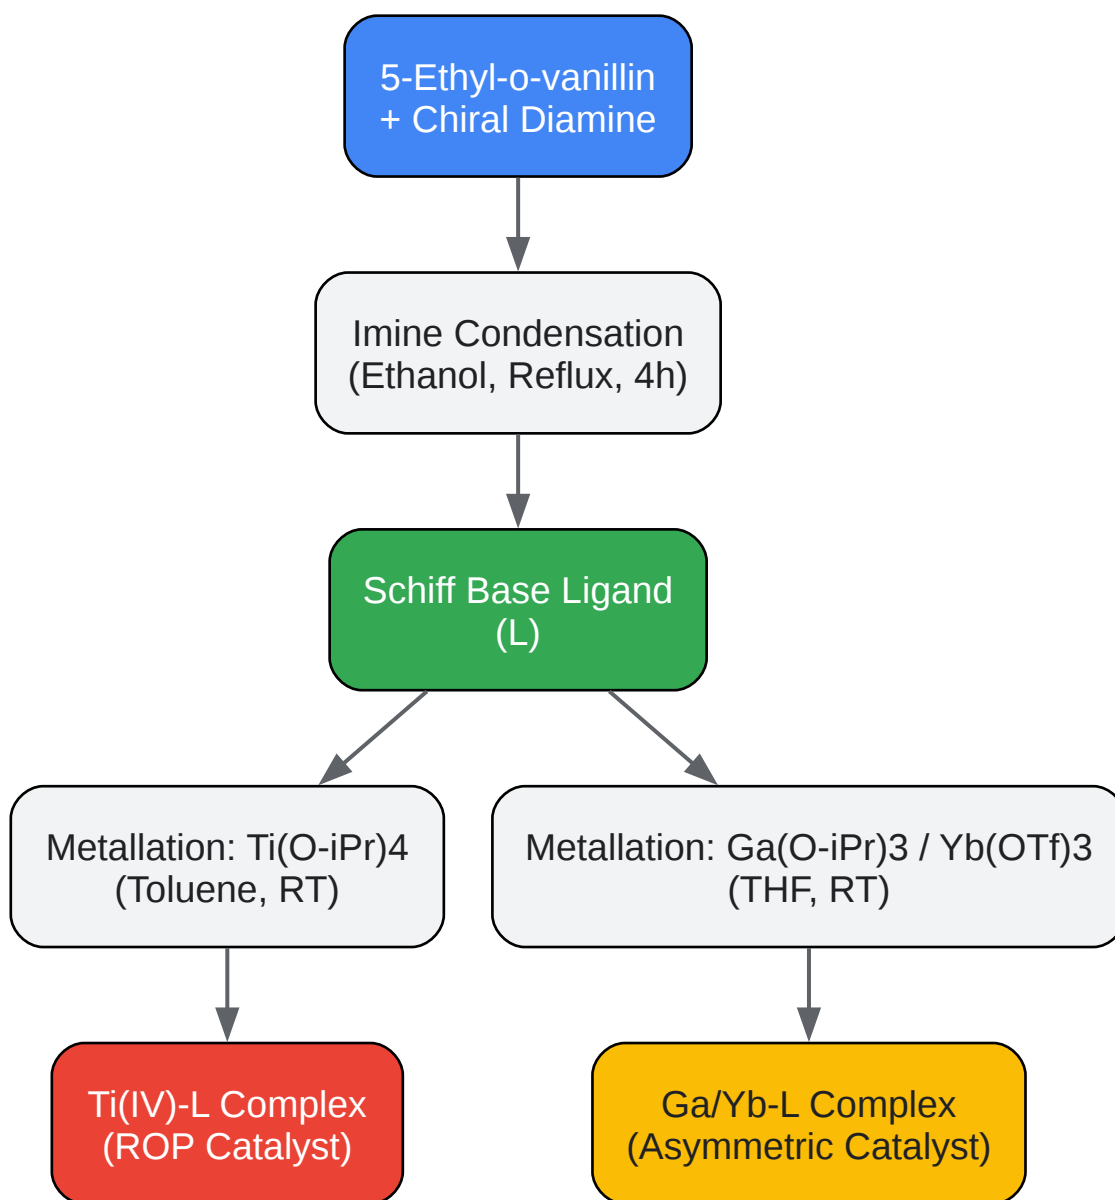 5-Ethyl-o-vanillin
+ Chiral Diamine
Imine Condensation
(Ethanol, Reflux, 4h)
Schiff Base Ligand
(L)
Metallation: Ti(O-iPr)4
(Toluene, RT)
Metallation: Ga(O-iPr)3 / Yb(OTf)3
(THF, RT)
Ti(IV)-L Complex
(ROP Catalyst)
Ga/Yb-L Complex
(Asymmetric Catalyst)